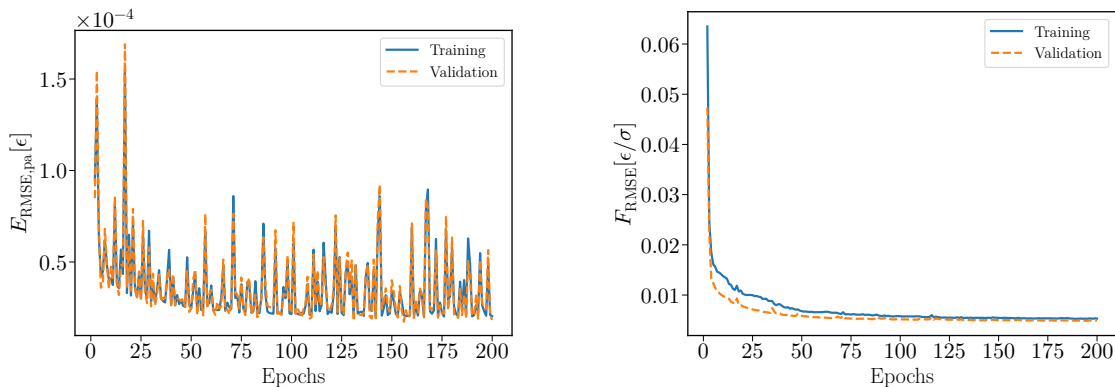 ×10⁻⁴
1.5
1.0
0.5
E_RMSE,pa[ϵ]
0 25 50 75 100 125 150 175 200
Epochs
Training
Validation
0.06
0.05
0.04
0.03
0.02
0.01
F_RMSE[ϵ/σ]
0 25 50 75 100 125 150 175 200
Epochs
Training
Validation